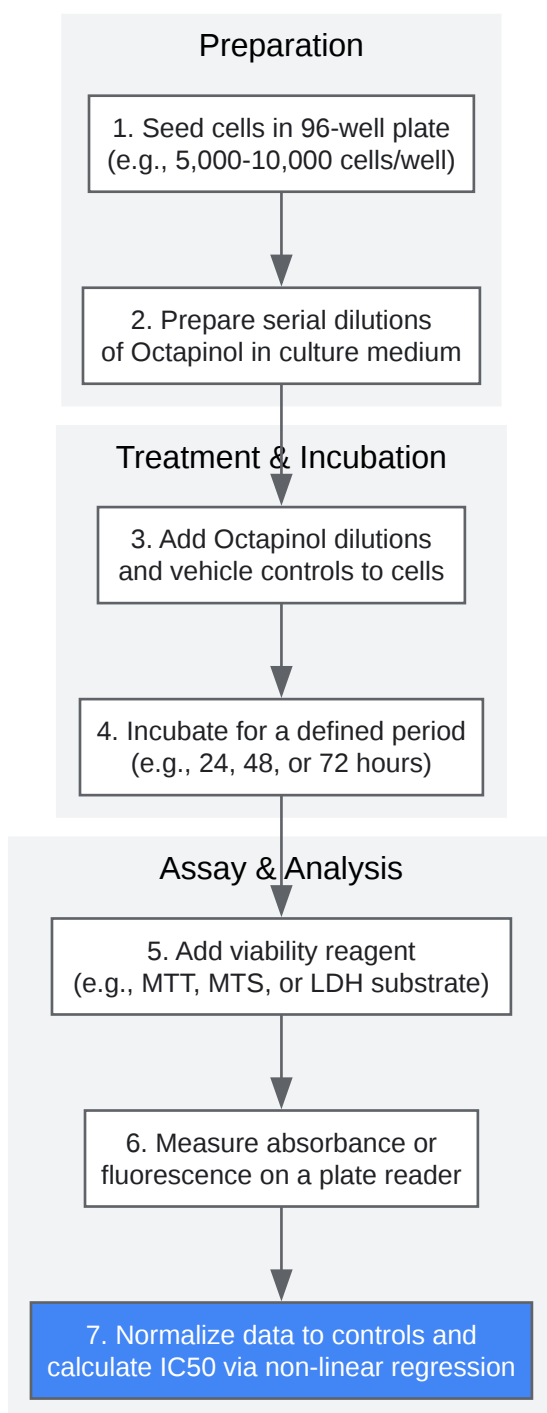 Preparation
1. Seed cells in 96-well plate
(e.g., 5,000-10,000 cells/well)
2. Prepare serial dilutions
of Octapinol in culture medium
Treatment & Incubation
3. Add Octapinol dilutions
and vehicle controls to cells
4. Incubate for a defined period
(e.g., 24, 48, or 72 hours)
Assay & Analysis
5. Add viability reagent
(e.g., MTT, MTS, or LDH substrate)
6. Measure absorbance or
fluorescence on a plate reader
7. Normalize data to controls and
calculate IC50 via non-linear regression